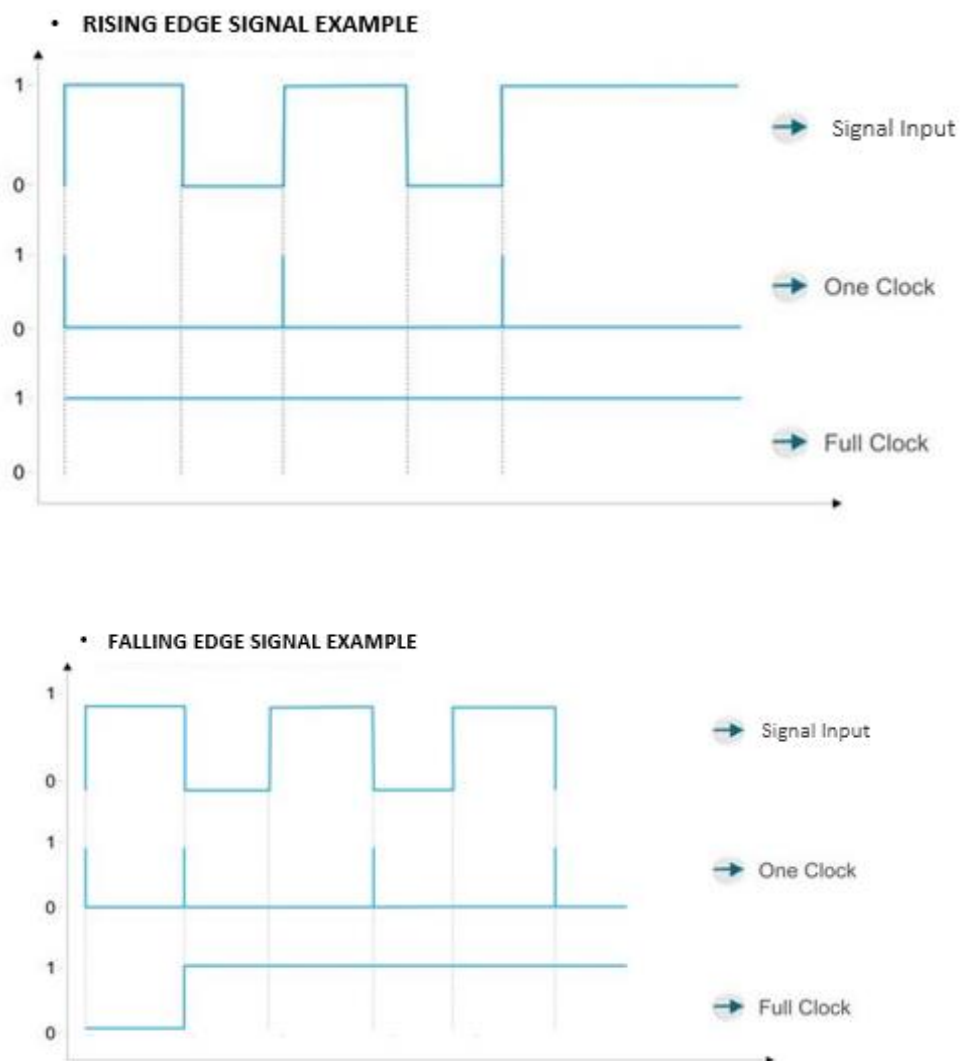 • RISING EDGE SIGNAL EXAMPLE
1
Signal Input
0
1
One Clock
0
1
Full Clock
0
• FALLING EDGE SIGNAL EXAMPLE
1
Signal Input
0
1
One Clock
0
1
Full Clock
0